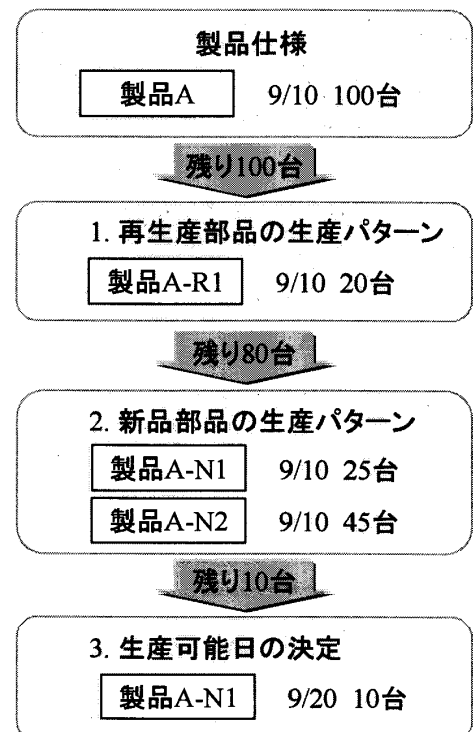 製品仕様
製品A 9/10 100台
残り100台
1. 再生産部品の生産パターン
製品A-R1 9/10 20台
残り80台
2. 新品部品の生産パターン
製品A-N1 9/10 25台
製品A-N2 9/10 45台
残り10台
3. 生産可能日の決定
製品A-N1 9/20 10台